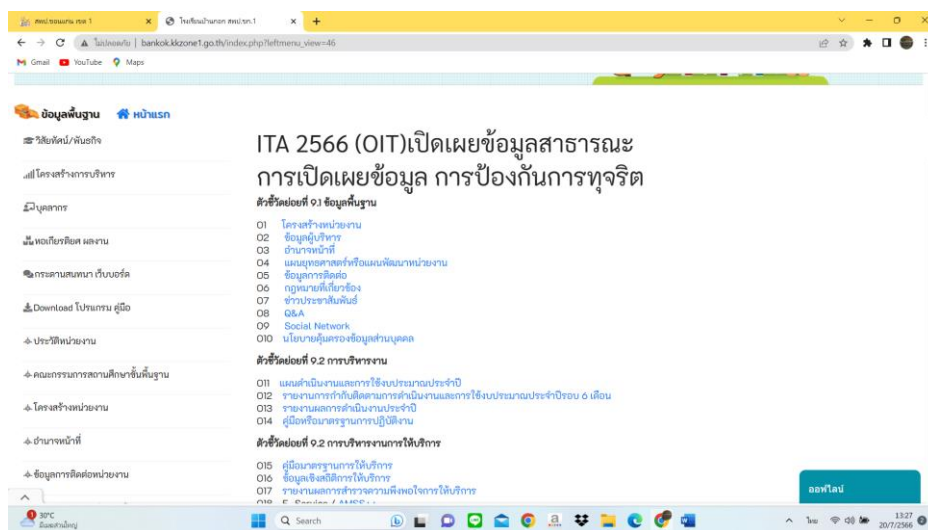 สพป.ขอนแก่น เขต 1
โรงเรียนบ้านกอก สพป.ขก.1
ไม่ปลอดภัย | bankok.kkzone1.go.th/index.php?leftmenu_view=46
Gmail YouTube Maps
ข้อมูลพื้นฐาน หน้าแรก
วิสัยทัศน์/พันธกิจ
โครงสร้างการบริหาร
บุคลากร
หอเกียรติยศ ผลงาน
กระดานสนทนา เว็บบอร์ด
Download โปรแกรม คู่มือ
ประวัติหน่วยงาน
คณะกรรมการสถานศึกษาขั้นพื้นฐาน
โครงสร้างหน่วยงาน
อำนาจหน้าที่
ข้อมูลการติดต่อหน่วยงาน
ITA 2566 (OIT)เปิดเผยข้อมูลสาธารณะ
การเปิดเผยข้อมูล การป้องกันการทุจริต
ตัวชี้วัดย่อยที่ 9.1 ข้อมูลพื้นฐาน
O1 โครงสร้างหน่วยงาน
O2 ข้อมูลผู้บริหาร
O3 อำนาจหน้าที่
O4 แผนยุทธศาสตร์หรือแผนพัฒนาหน่วยงาน
O5 ข้อมูลการติดต่อ
O6 กฎหมายที่เกี่ยวข้อง
O7 ข่าวประชาสัมพันธ์
O8 Q&A
O9 Social Network
O10 นโยบายคุ้มครองข้อมูลส่วนบุคคล
ตัวชี้วัดย่อยที่ 9.2 การบริหารงาน
O11 แผนดำเนินงานและการใช้งบประมาณประจำปี
O12 รายงานการกำกับติดตามการดำเนินงานและการใช้งบประมาณประจำปีรอบ 6 เดือน
O13 รายงานผลการดำเนินงานประจำปี
O14 คู่มือหรือมาตรฐานการปฏิบัติงาน
ตัวชี้วัดย่อยที่ 9.2 การบริหารงานการให้บริการ
O15 คู่มือมาตรฐานการให้บริการ
O16 ข้อมูลเชิงสถิติการให้บริการ
O17 รายงานผลการสำรวจความพึงพอใจการให้บริการ
O18 E-Service / AMSS++
ออฟไลน์
30°C
มีแดดส่วนใหญ่
Search
ไทย
13:27
20/7/2566